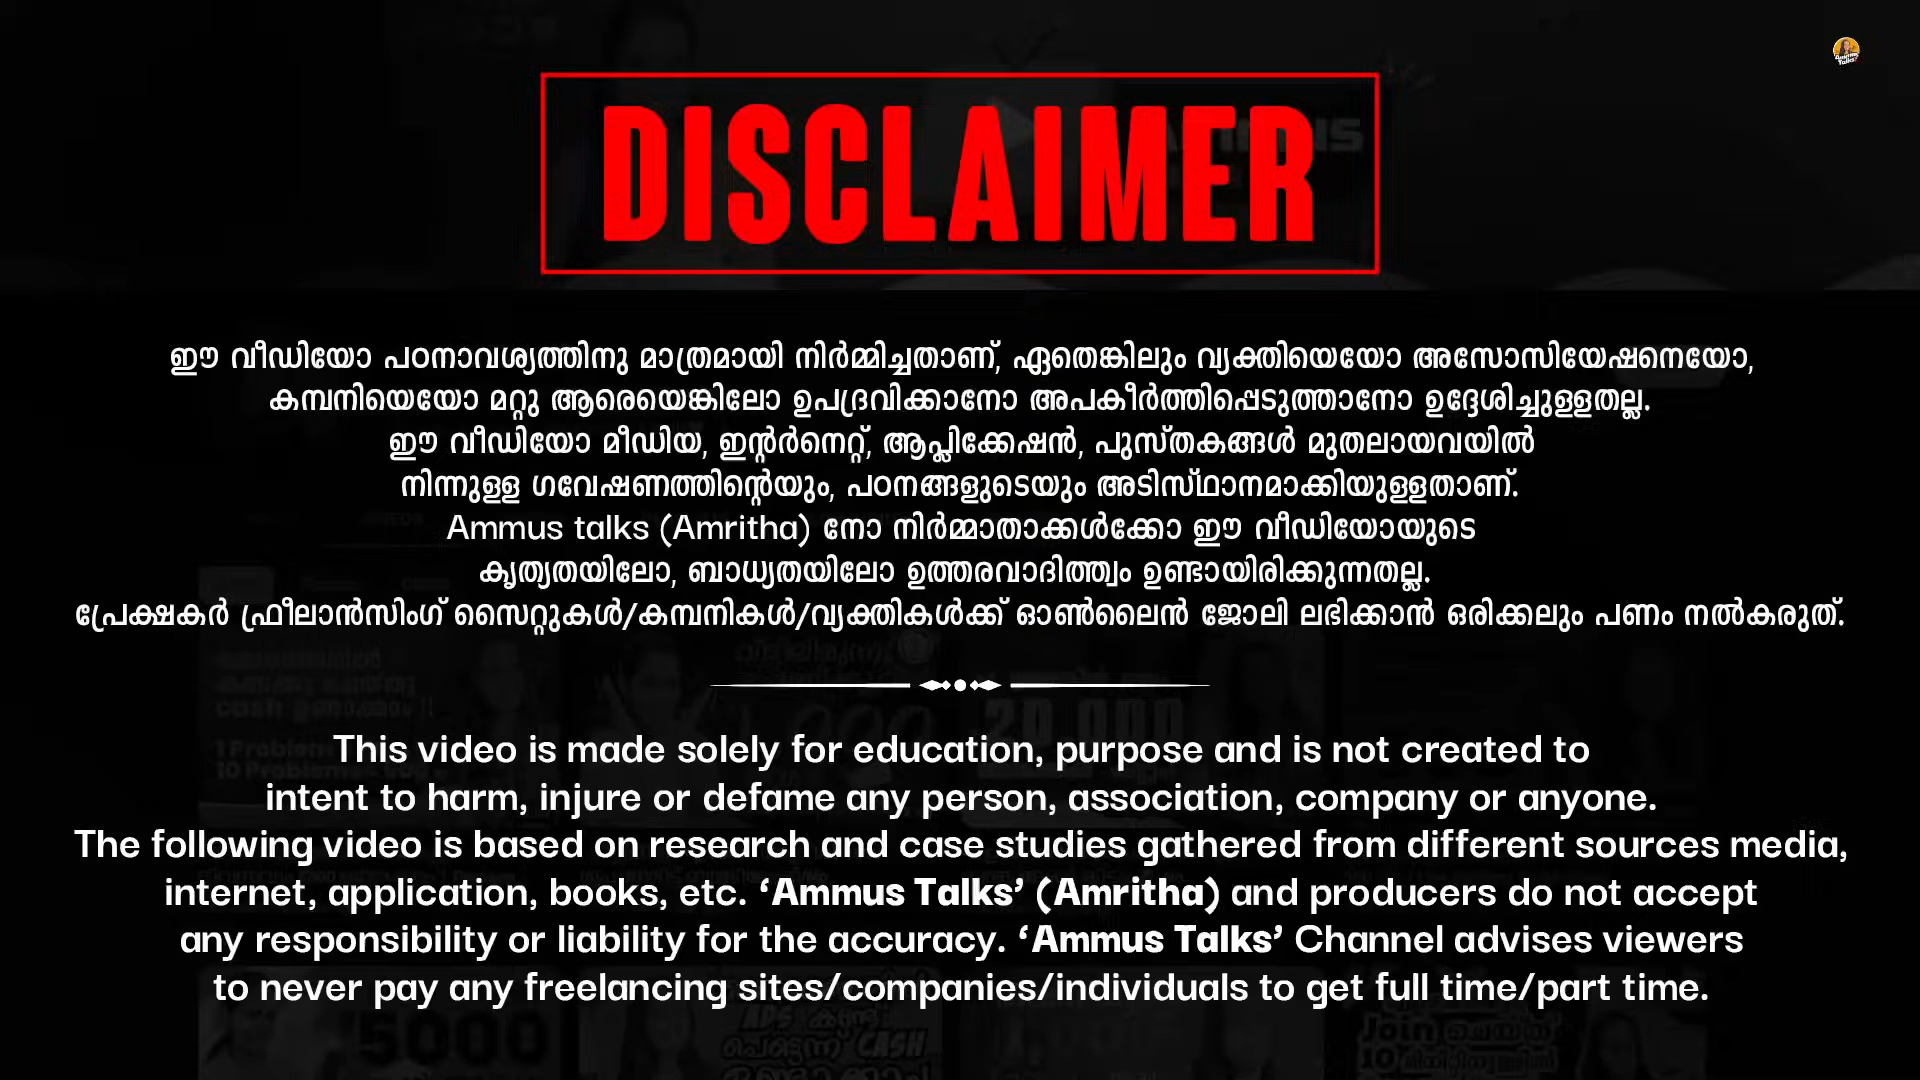 DISCLAIMER
ഈ വീഡിയോ പഠനാവശ്യത്തിനു മാത്രമായി നിർമ്മിച്ചതാണ്, ഏതെങ്കിലും വ്യക്തിയെയോ അസോസിയേഷനെയോ,
കമ്പനിയെയോ മറ്റു ആരെയെങ്കിലോ ഉപദ്രവിക്കാനോ അപകീർത്തിപ്പെടുത്താനോ ഉദ്ദേശിച്ചുള്ളതല്ല.
ഈ വീഡിയോ മീഡിയ, ഇന്റർനെറ്റ്, ആപ്ലിക്കേഷൻ, പുസ്തകങ്ങൾ മുതലായവയിൽ
നിന്നുള്ള ഗവേഷണത്തിന്റെയും, പഠനങ്ങളുടെയും അടിസ്ഥാനമാക്കിയുള്ളതാണ്.
Ammus talks (Amritha) നോ നിർമ്മാതാക്കൾക്കോ ഈ വീഡിയോയുടെ
കൃത്യതയിലോ, ബാധ്യതയിലോ ഉത്തരവാദിത്ത്വം ഉണ്ടായിരിക്കുന്നതല്ല.
പ്രേക്ഷകർ ഫ്രീലാൻസിംഗ് സൈറ്റുകൾ/കമ്പനികൾ/വ്യക്തികൾക്ക് ഓൺലൈൻ ജോലി ലഭിക്കാൻ ഒരിക്കലും പണം നൽകരുത്.
This video is made solely for education, purpose and is not created to
intent to harm, injure or defame any person, association, company or anyone.
The following video is based on research and case studies gathered from different sources media,
internet, application, books, etc. ‘Ammus Talks’ (Amritha) and producers do not accept
any responsibility or liability for the accuracy. ‘Ammus Talks’ Channel advises viewers
to never pay any freelancing sites/companies/individuals to get full time/part time.